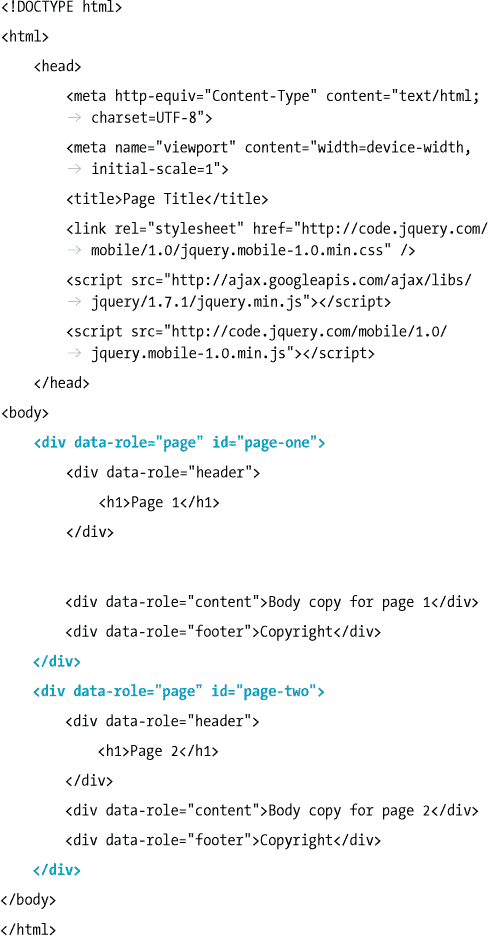 <!DOCTYPE html>
<html>
<head>
<meta http-equiv="Content-Type" content="text/html;
→ charset=UTF-8">
<meta name="viewport" content="width=device-width,
→ initial-scale=1">
<title>Page Title</title>
<link rel="stylesheet" href="http://code.jquery.com/
→ mobile/1.0/jquery.mobile-1.0.min.css" />
<script src="http://ajax.googleapis.com/ajax/libs/
→ jquery/1.7.1/jquery.min.js"></script>
<script src="http://code.jquery.com/mobile/1.0/
→ jquery.mobile-1.0.min.js"></script>
</head>
<body>
<div data-role="page" id="page-one">
<div data-role="header">
<h1>Page 1</h1>
</div>
<div data-role="content">Body copy for page 1</div>
<div data-role="footer">Copyright</div>
</div>
<div data-role="page" id="page-two">
<div data-role="header">
<h1>Page 2</h1>
</div>
<div data-role="content">Body copy for page 2</div>
<div data-role="footer">Copyright</div>
</div>
</body>
</html>